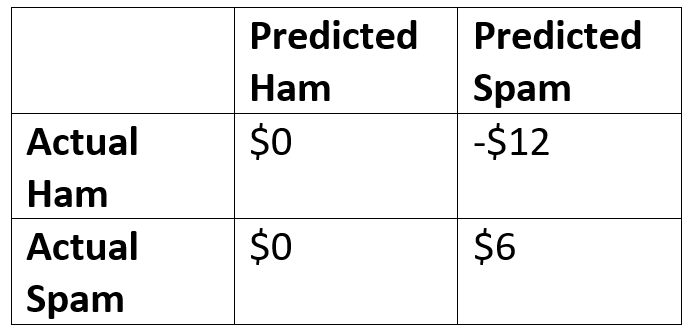 Predicted Ham
Predicted Spam
Actual Ham
$0
-$12
Actual Spam
$0
$6